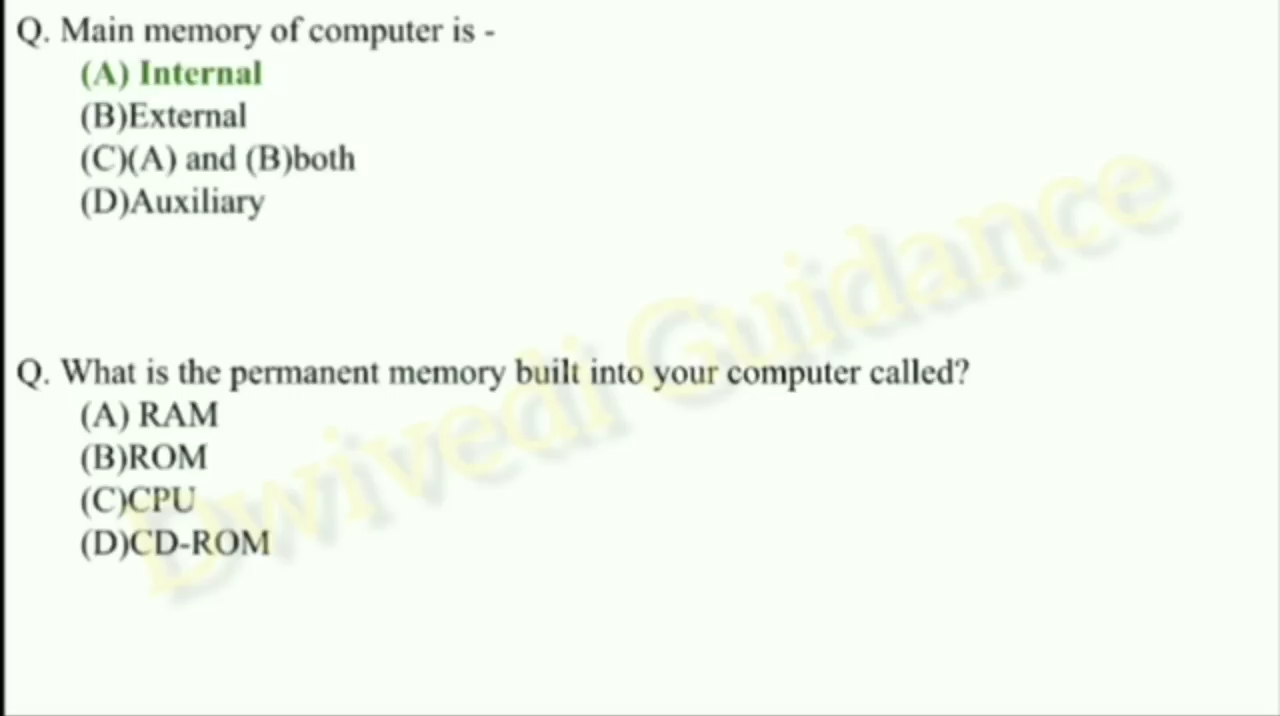 Q. Main memory of computer is -
(A) Internal
(B)External
(C)(A) and (B)both
(D)Auxiliary
Q. What is the permanent memory built into your computer called?
(A) RAM
(B)ROM
(C)CPU
(D)CD-ROM
Dwivedi Guidance